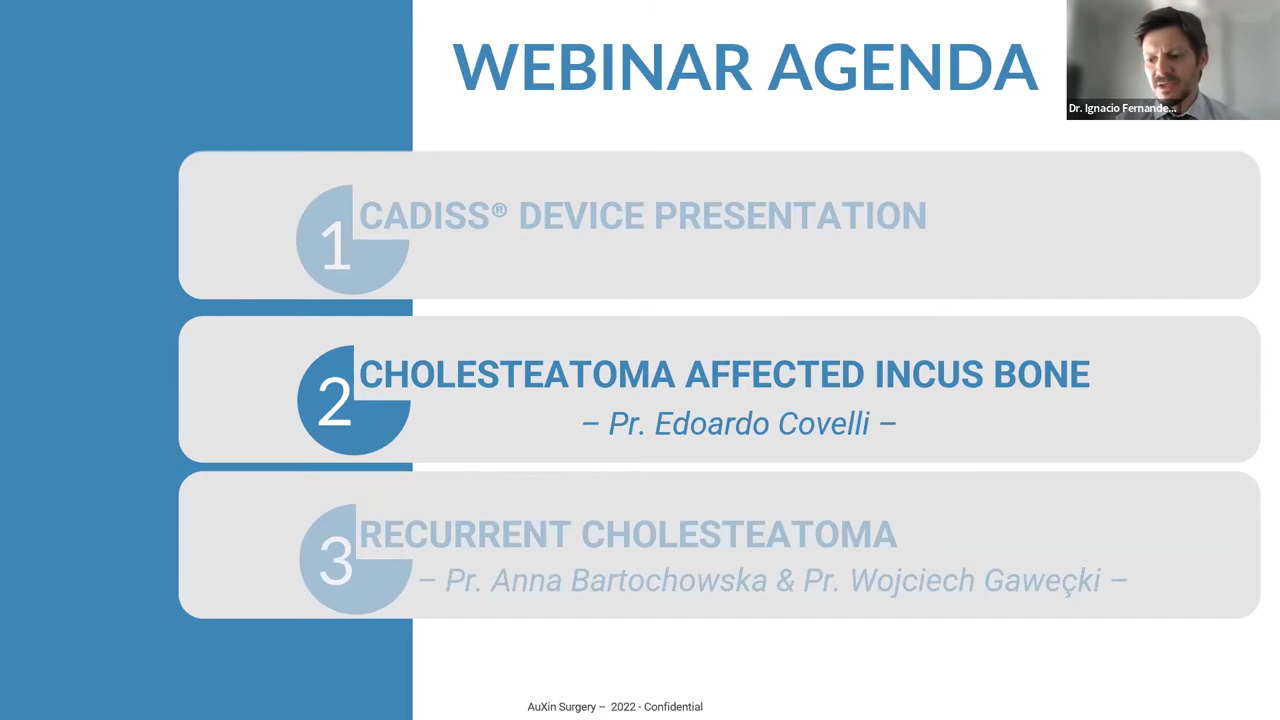 WEBINAR AGENDA
Dr. Ignacio Fernande...
1
CADISS® DEVICE PRESENTATION
2
CHOLESTEATOMA AFFECTED INCUS BONE
– Pr. Edoardo Covelli –
3
RECURRENT CHOLESTEATOMA
– Pr. Anna Bartochowska & Pr. Wojciech Gaweçki –
AuXin Surgery – 2022 - Confidential